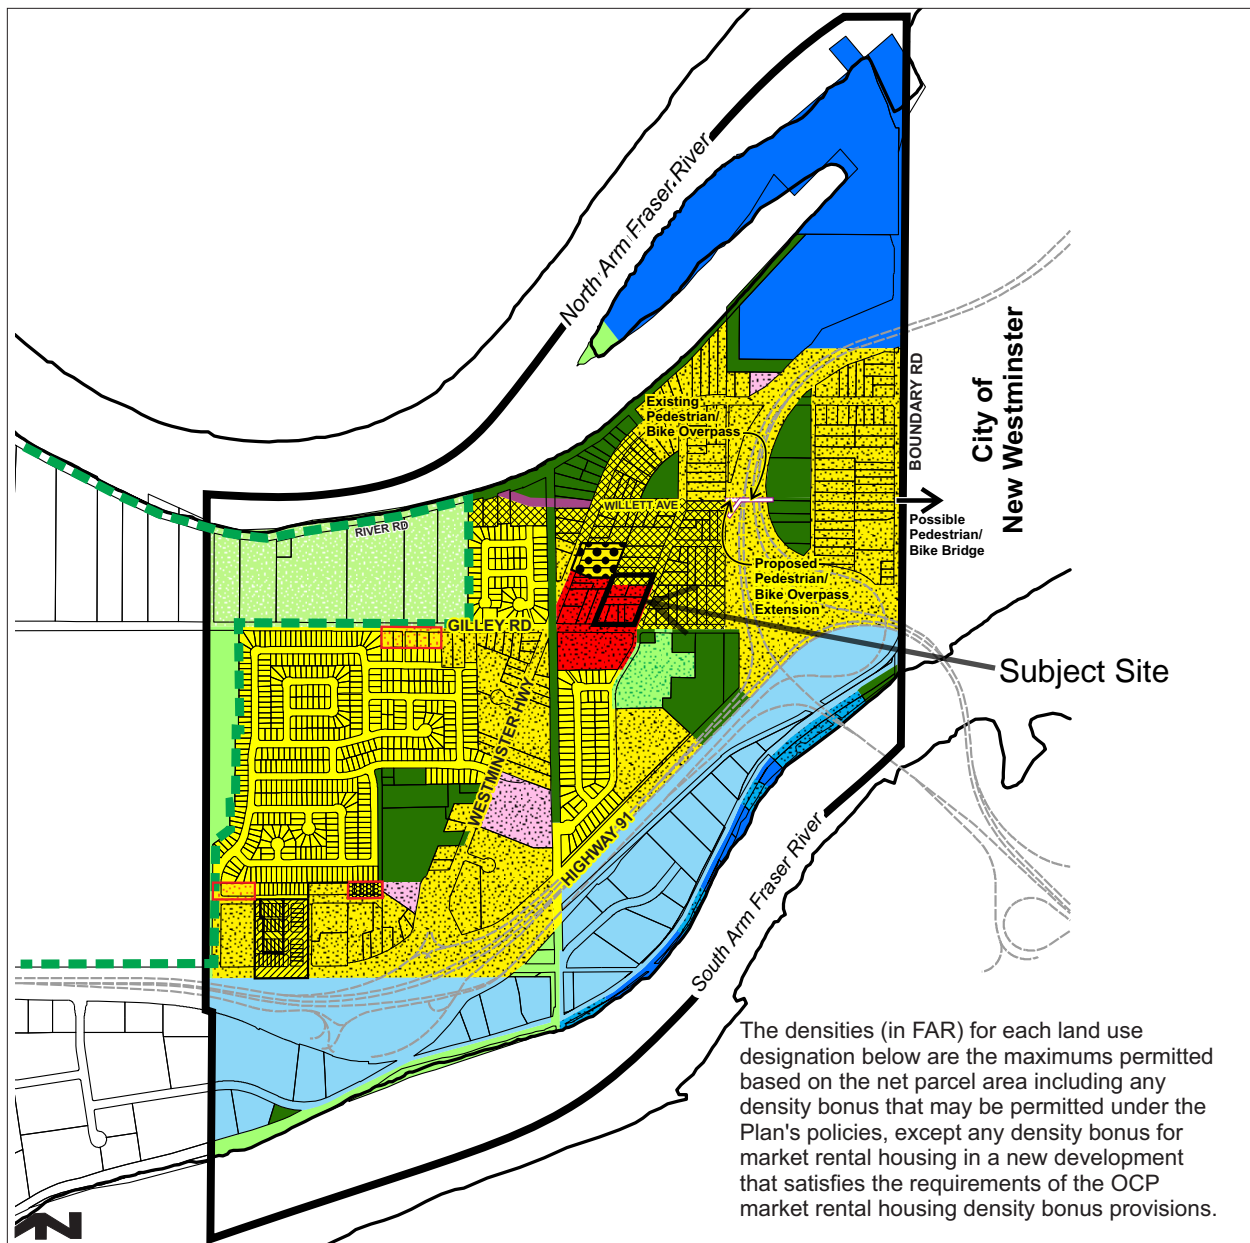 North Arm Fraser River
City of
New Westminster
BOUNDARY RD
Existing
Pedestrian/
Bike Overpass
WILLETT AVE
Possible
Pedestrian/
Bike Bridge
RIVER RD
Proposed
Pedestrian/
Bike Overpass
Extension
GILLEY RD
Subject Site
WESTMINSTER HWY
HIGHWAY 91
South Arm Fraser River
The densities (in FAR) for each land use
designation below are the maximums permitted
based on the net parcel area including any
density bonus that may be permitted under the
Plan's policies, except any density bonus for
market rental housing in a new development
that satisfies the requirements of the OCP
market rental housing density bonus provisions.
N